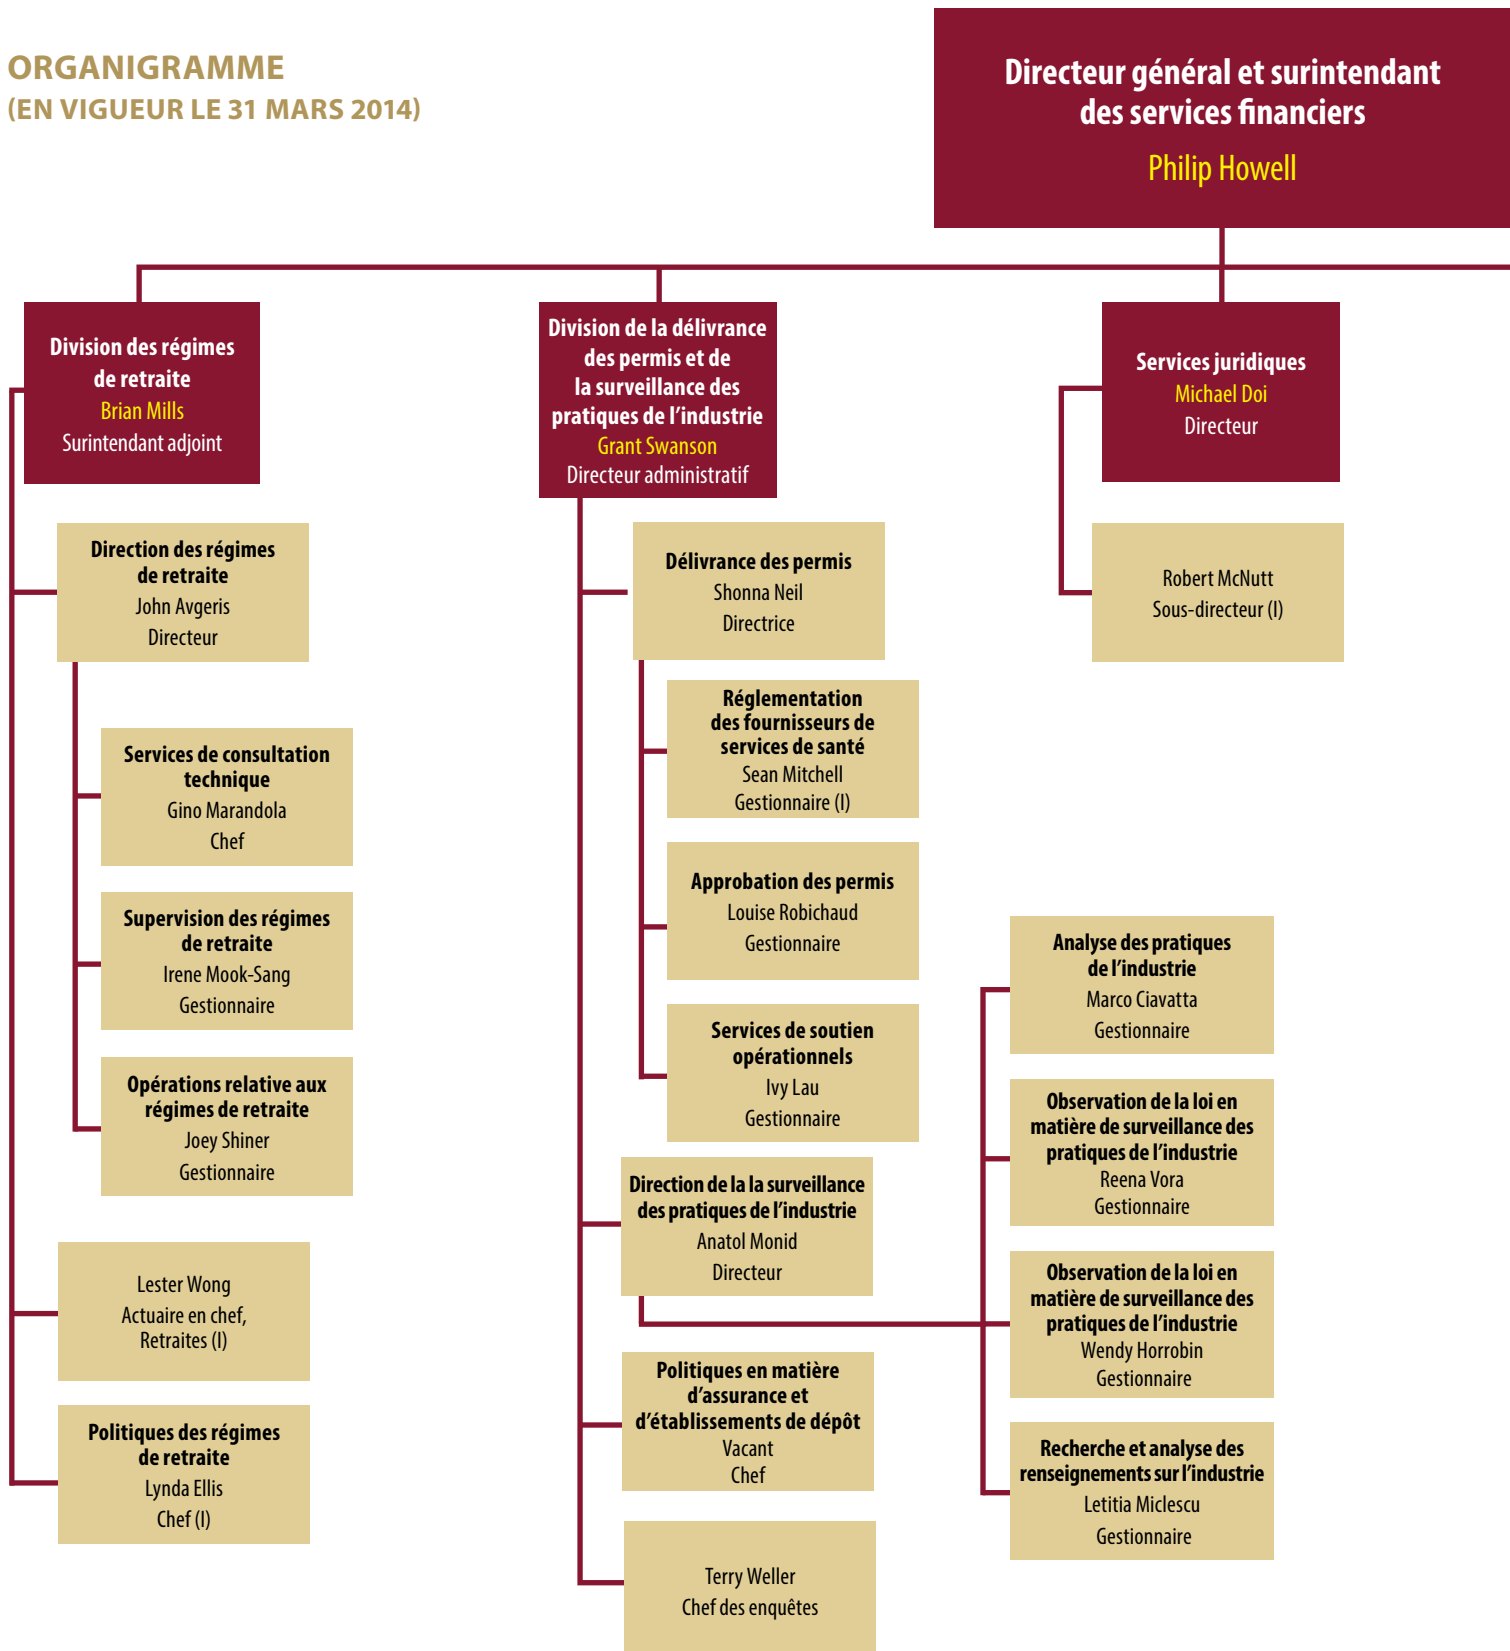 ORGANIGRAMME
(EN VIGUEUR LE 31 MARS 2014)
Directeur général et surintendant
des services financiers
Philip Howell
Division des régimes
de retraite
Brian Mills
Surintendant adjoint
Direction des régimes
de retraite
John Avgeris
Directeur
Services de consultation
technique
Gino Marandola
Chef
Supervision des régimes
de retraite
Irene Mook-Sang
Gestionnaire
Opérations relative aux
régimes de retraite
Joey Shiner
Gestionnaire
Lester Wong
Actuaire en chef,
Retraites (I)
Politiques des régimes
de retraite
Lynda Ellis
Chef (I)
Division de la délivrance
des permis et de
la surveillance des
pratiques de l’industrie
Grant Swanson
Directeur administratif
Délivrance des permis
Shonna Neil
Directrice
Réglementation
des fournisseurs de
services de santé
Sean Mitchell
Gestionnaire (I)
Approbation des permis
Louise Robichaud
Gestionnaire
Services de soutien
opérationnels
Ivy Lau
Gestionnaire
Direction de la la surveillance
des pratiques de l’industrie
Anatol Monid
Directeur
Analyse des pratiques
de l’industrie
Marco Ciavatta
Gestionnaire
Observation de la loi en
matière de surveillance des
pratiques de l’industrie
Reena Vora
Gestionnaire
Observation de la loi en
matière de surveillance des
pratiques de l’industrie
Wendy Horrobin
Gestionnaire
Recherche et analyse des
renseignements sur l’industrie
Letitia Miclescu
Gestionnaire
Politiques en matière
d’assurance et
d’établissements de dépôt
Vacant
Chef
Terry Weller
Chef des enquêtes
Services juridiques
Michael Doi
Directeur
Robert McNutt
Sous-directeur (I)